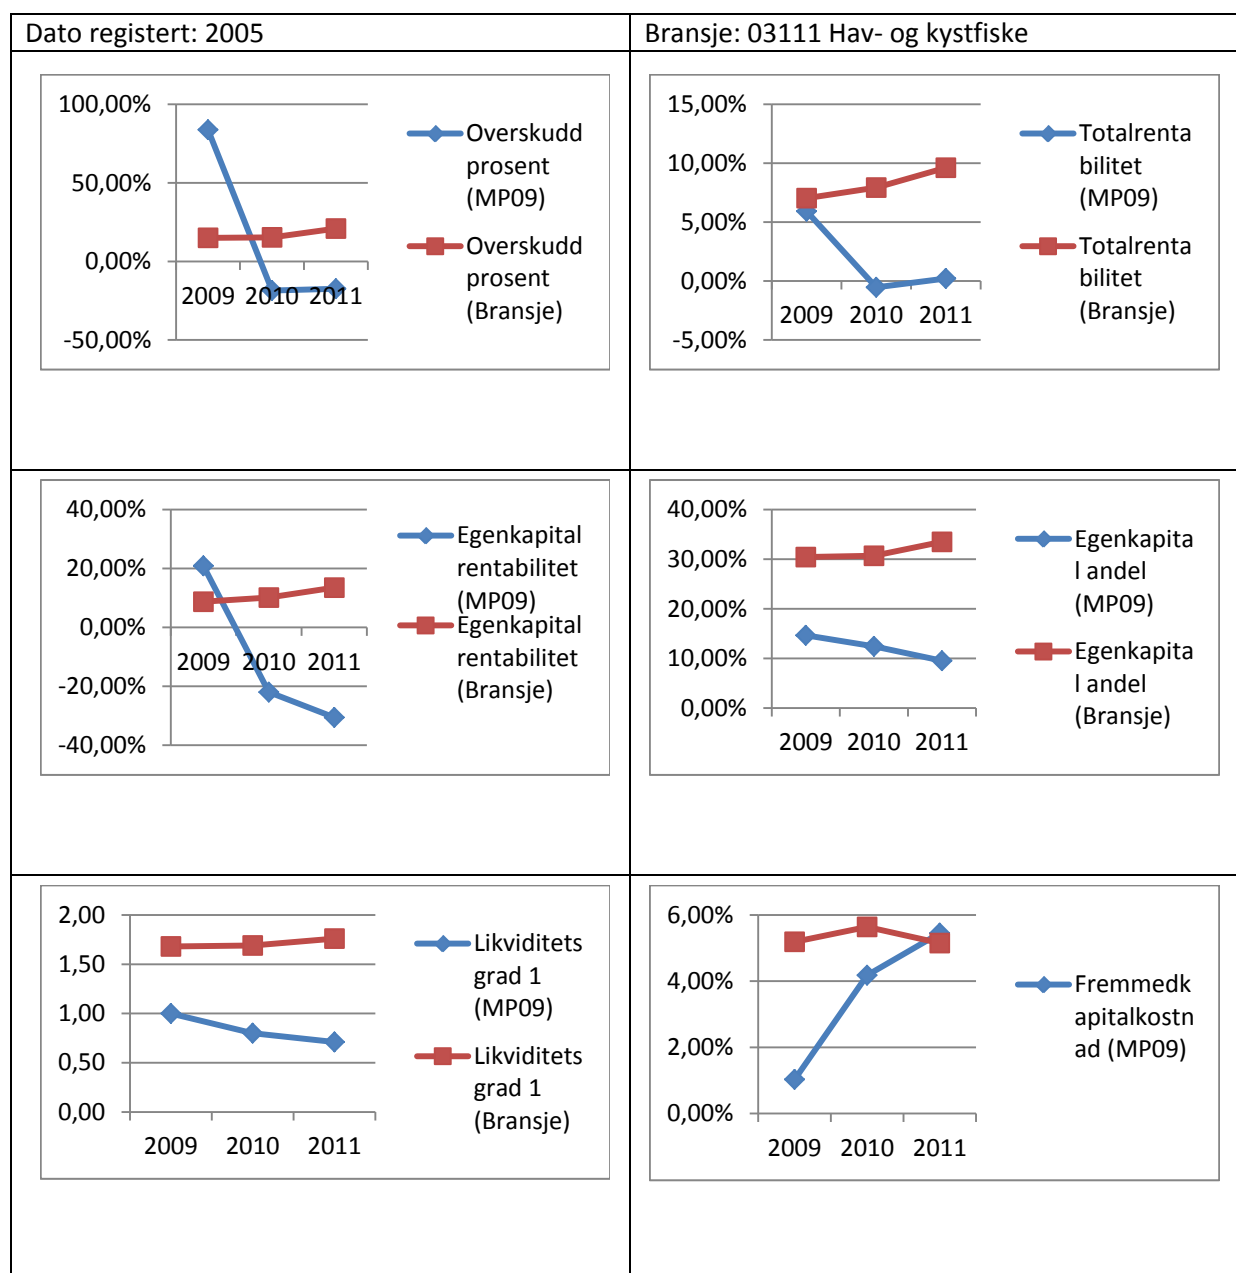 Dato registert: 2005
Bransje: 03111 Hav- og kystfiske
100,00%
50,00%
0,00%
-50,00%
2009 2010 2011
Overskudd
prosent
(MP09)
Overskudd
prosent
(Bransje)
15,00%
10,00%
5,00%
0,00%
-5,00%
2009 2010 2011
Totalrenta
bilitet
(MP09)
Totalrenta
bilitet
(Bransje)
40,00%
20,00%
0,00%
-20,00%
-40,00%
2009 2010 2011
Egenkapital
rentabilitet
(MP09)
Egenkapital
rentabilitet
(Bransje)
40,00%
30,00%
20,00%
10,00%
0,00%
2009 2010 2011
Egenkapita
l andel
(MP09)
Egenkapita
l andel
(Bransje)
2,00
1,50
1,00
0,50
0,00
2009 2010 2011
Likviditets
grad 1
(MP09)
Likviditets
grad 1
(Bransje)
6,00%
4,00%
2,00%
0,00%
2009 2010 2011
Fremmedk
apitalkostn
ad (MP09)